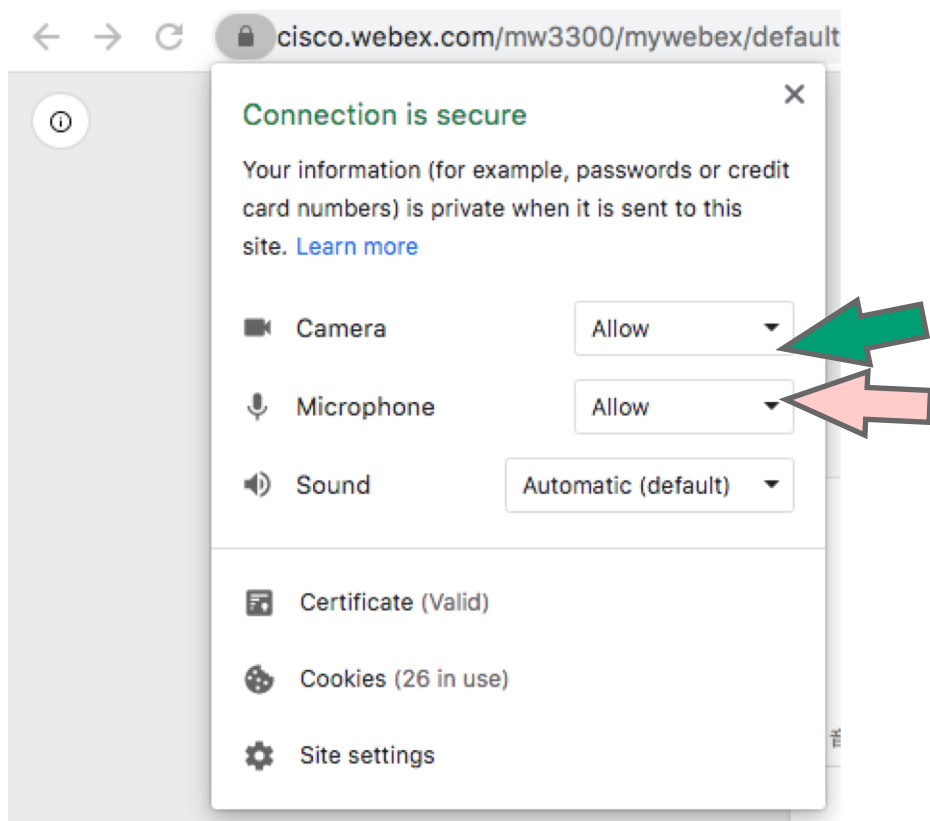 cisco.webex.com/mw3300/mywebex/default
Connection is secure
Your information (for example, passwords or credit
card numbers) is private when it is sent to this
site. Learn more
Camera
Allow
Microphone
Allow
Sound
Automatic (default)
Certificate (Valid)
Cookies (26 in use)
Site settings